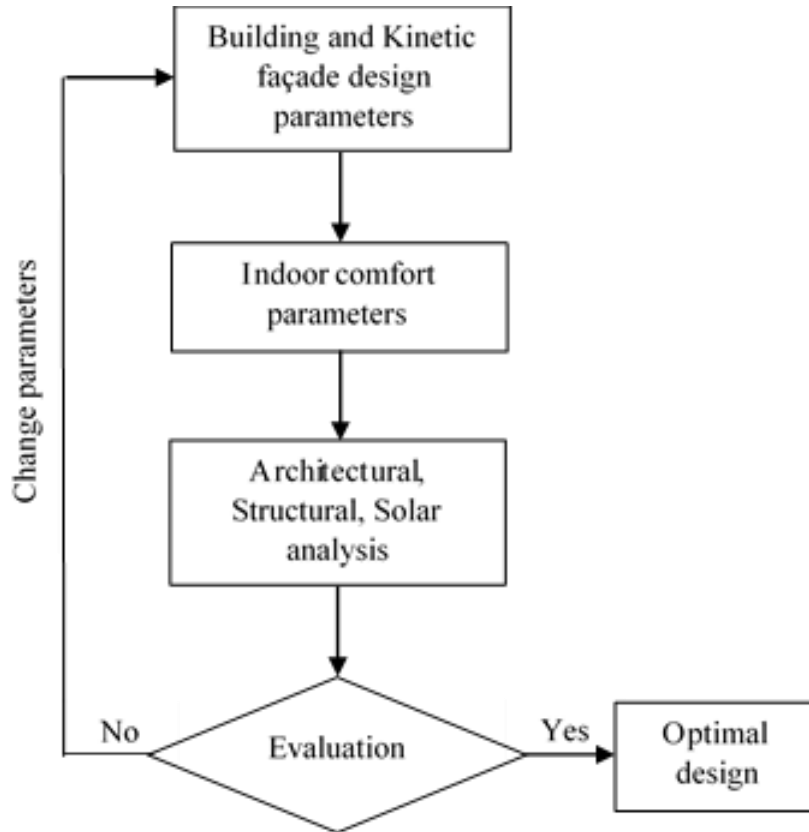 Building and Kinetic
façade design
parameters
Indoor comfort
parameters
Change parameters
Architectural,
Structural, Solar
analysis
No
Evaluation
Yes
Optimal
design